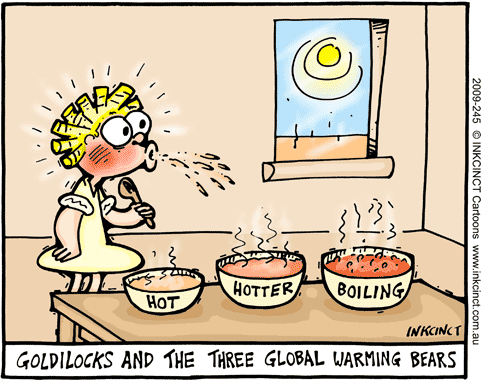 HOT
HOTTER
BOILING
INKCINCT
GOLDILOCKS AND THE THREE GLOBAL WARMING BEARS
2009-245 © INKCINCT Cartoons www.inkcinct.com.au